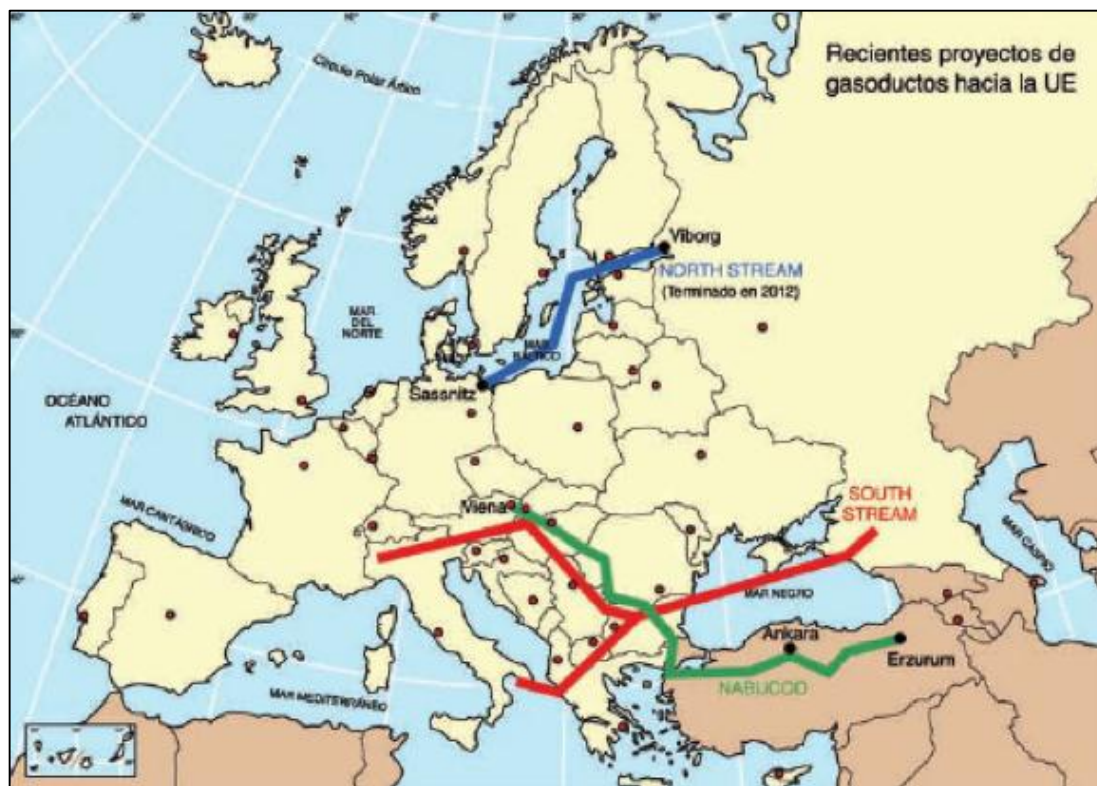 Recientes proyectos de
gasoductos hacia la UE
Círculo Polar Ártico
Viborg
NORTH STREAM
(Terminado en 2012)
MAR
DEL
NORTE
MAR
BÁLTICO
Sassnitz
OCÉANO
ATLÁNTICO
MAR CANTÁBRICO
Viena
SOUTH
STREAM
MAR CASPIO
MAR NEGRO
Ankara
Erzurum
NABUCCO
MAR MEDITERRÁNEO